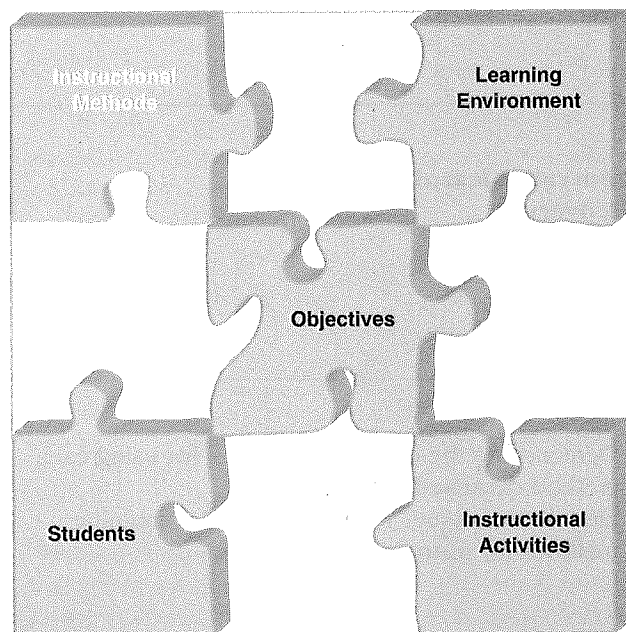 Instructional
Methods
Learning
Environment
Objectives
Students
Instructional
Activities